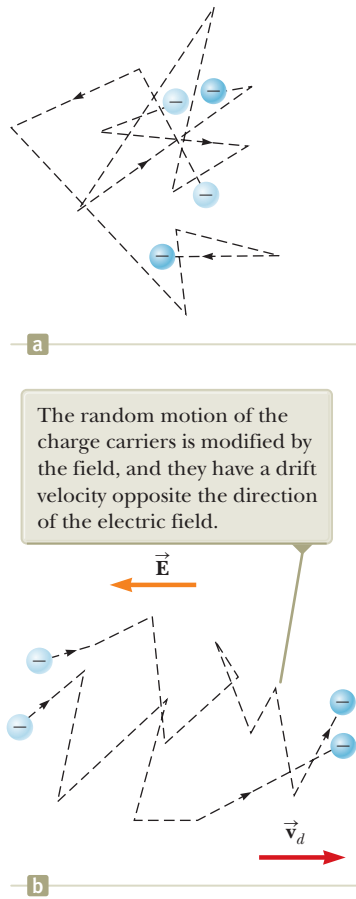 a
The random motion of the
charge carriers is modified by
the field, and they have a drift
velocity opposite the direction
of the electric field.
E⃗
v⃗d
b